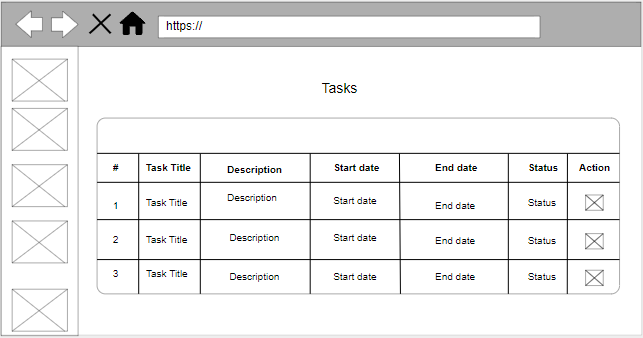 https://
Tasks
# Task Title Description Start date End date Status Action
1 Task Title Description Start date End date Status
2 Task Title Description Start date End date Status
3 Task Title Description Start date End date Status